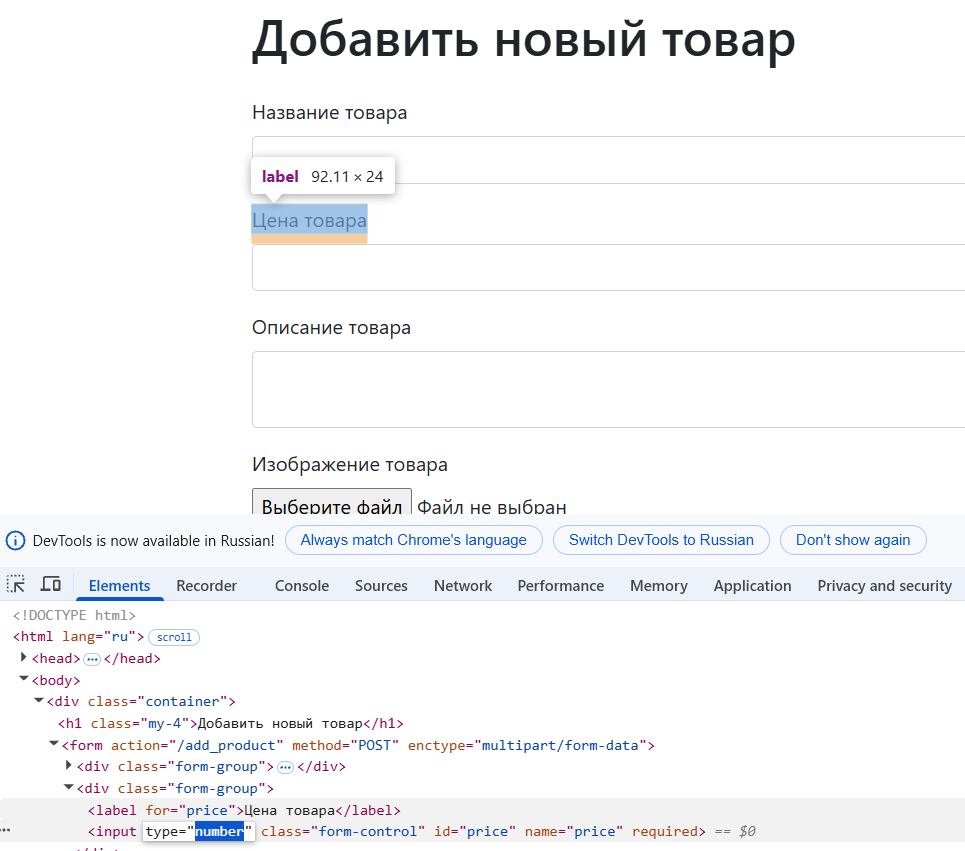 Добавить новый товар
Название товара
label 92.11 × 24
Цена товара
Описание товара
Изображение товара
Выберите файл Файл не выбран
DevTools is now available in Russian! Always match Chrome's language Switch DevTools to Russian Don't show again
Elements Recorder Console Sources Network Performance Memory Application Privacy and security
<!DOCTYPE html>
<html lang="ru"> scroll
<head> ··· </head>
<body>
<div class="container">
<h1 class="my-4">Добавить новый товар</h1>
<form action="/add_product" method="POST" enctype="multipart/form-data">
<div class="form-group"> ··· </div>
<div class="form-group">
<label for="price">Цена товара</label>
··· <input type="number" class="form-control" id="price" name="price" required> == $0